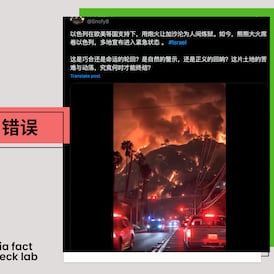 @SnofyB
以色列在欧美等国支持下，用炮火让加沙沦为人间炼狱。如今，熊熊大火席
卷以色列，多地宣布进入紧急状态 。 #Israel
这是巧合还是命运的轮回？是自然的警示，还是正义的回响？这片土地的苦
难与动荡，究竟何时才能终结？
Translate post
错误
ia fact
eck lab